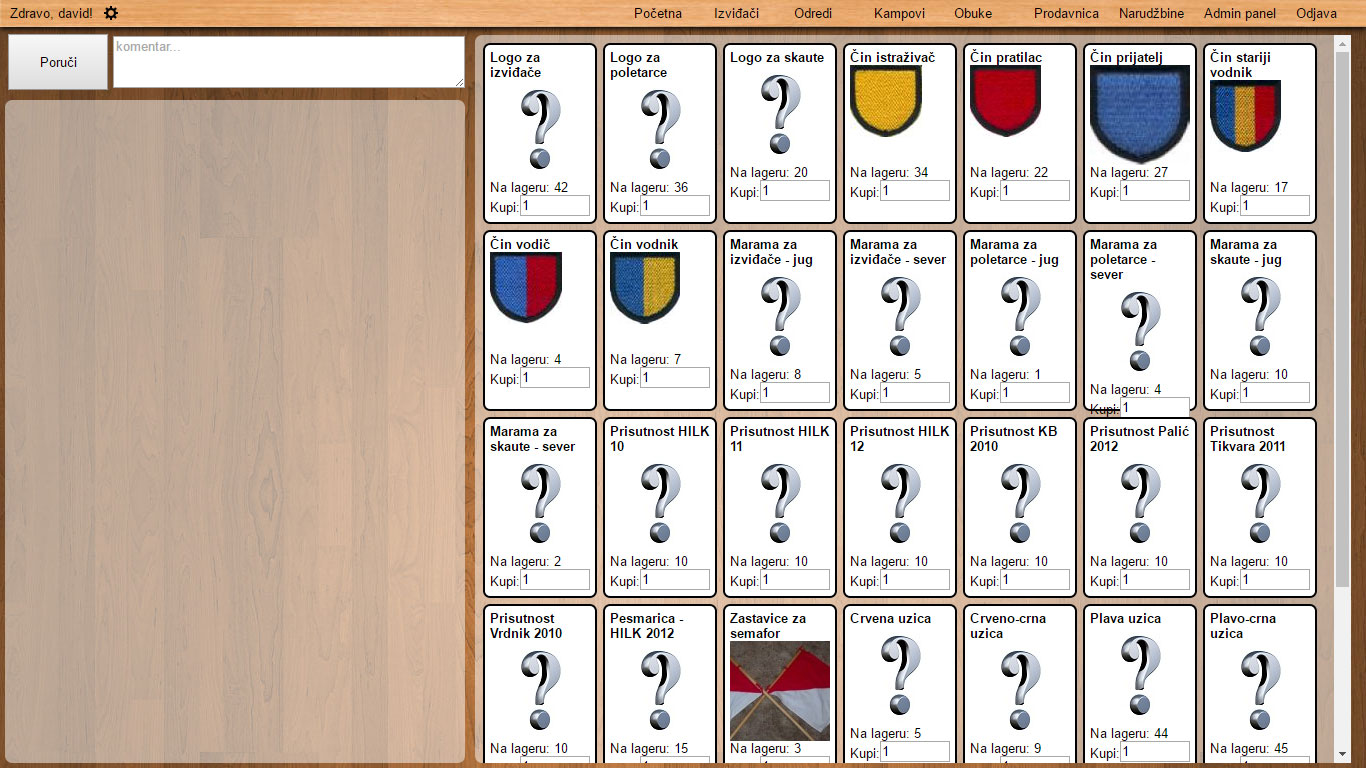 Zdravo, david!
Početna Izviđači Odredi Kampovi Obuke Prodavnica Narudžbine Admin panel Odjava
Poruči
komentar...
Logo za
izviđače
Na lageru: 42
Kupi: 1
Logo za
poletarce
Na lageru: 36
Kupi: 1
Logo za skaute
Na lageru: 20
Kupi: 1
Čin istraživač
Na lageru: 34
Kupi: 1
Čin pratilac
Na lageru: 22
Kupi: 1
Čin prijatelj
Na lageru: 27
Kupi: 1
Čin stariji
vodnik
Na lageru: 17
Kupi: 1
Čin vodič
Na lageru: 4
Kupi: 1
Čin vodnik
Na lageru: 7
Kupi: 1
Marama za
izviđače - jug
Na lageru: 8
Kupi: 1
Marama za
izviđače - sever
Na lageru: 5
Kupi: 1
Marama za
poletarce - jug
Na lageru: 1
Kupi: 1
Marama za
poletarce -
sever
Na lageru: 4
Kupi: 1
Marama za
skaute - jug
Na lageru: 10
Kupi: 1
Marama za
skaute - sever
Na lageru: 2
Kupi: 1
Prisutnost HILK
10
Na lageru: 10
Kupi: 1
Prisutnost HILK
11
Na lageru: 10
Kupi: 1
Prisutnost HILK
12
Na lageru: 10
Kupi: 1
Prisutnost KB
2010
Na lageru: 10
Kupi: 1
Prisutnost Palić
2012
Na lageru: 10
Kupi: 1
Prisutnost
Tikvara 2011
Na lageru: 10
Kupi: 1
Prisutnost
Vrdnik 2010
Na lageru: 10
Pesmarica -
HILK 2012
Na lageru: 15
Zastavice za
semafor
Na lageru: 3
Crvena uzica
Na lageru: 5
Kupi: 1
Crveno-crna
uzica
Na lageru: 9
Plava uzica
Na lageru: 44
Kupi: 1
Plavo-crna
uzica
Na lageru: 45